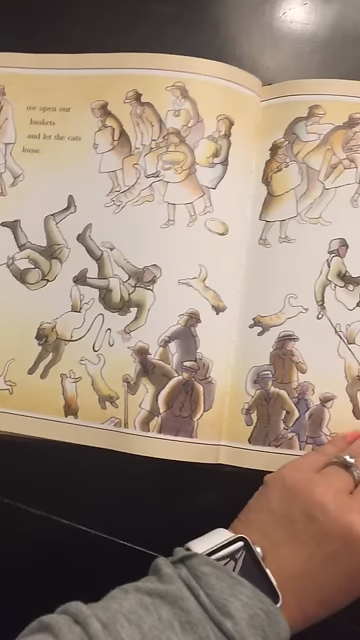 we open our
baskets
and let the cats
loose.